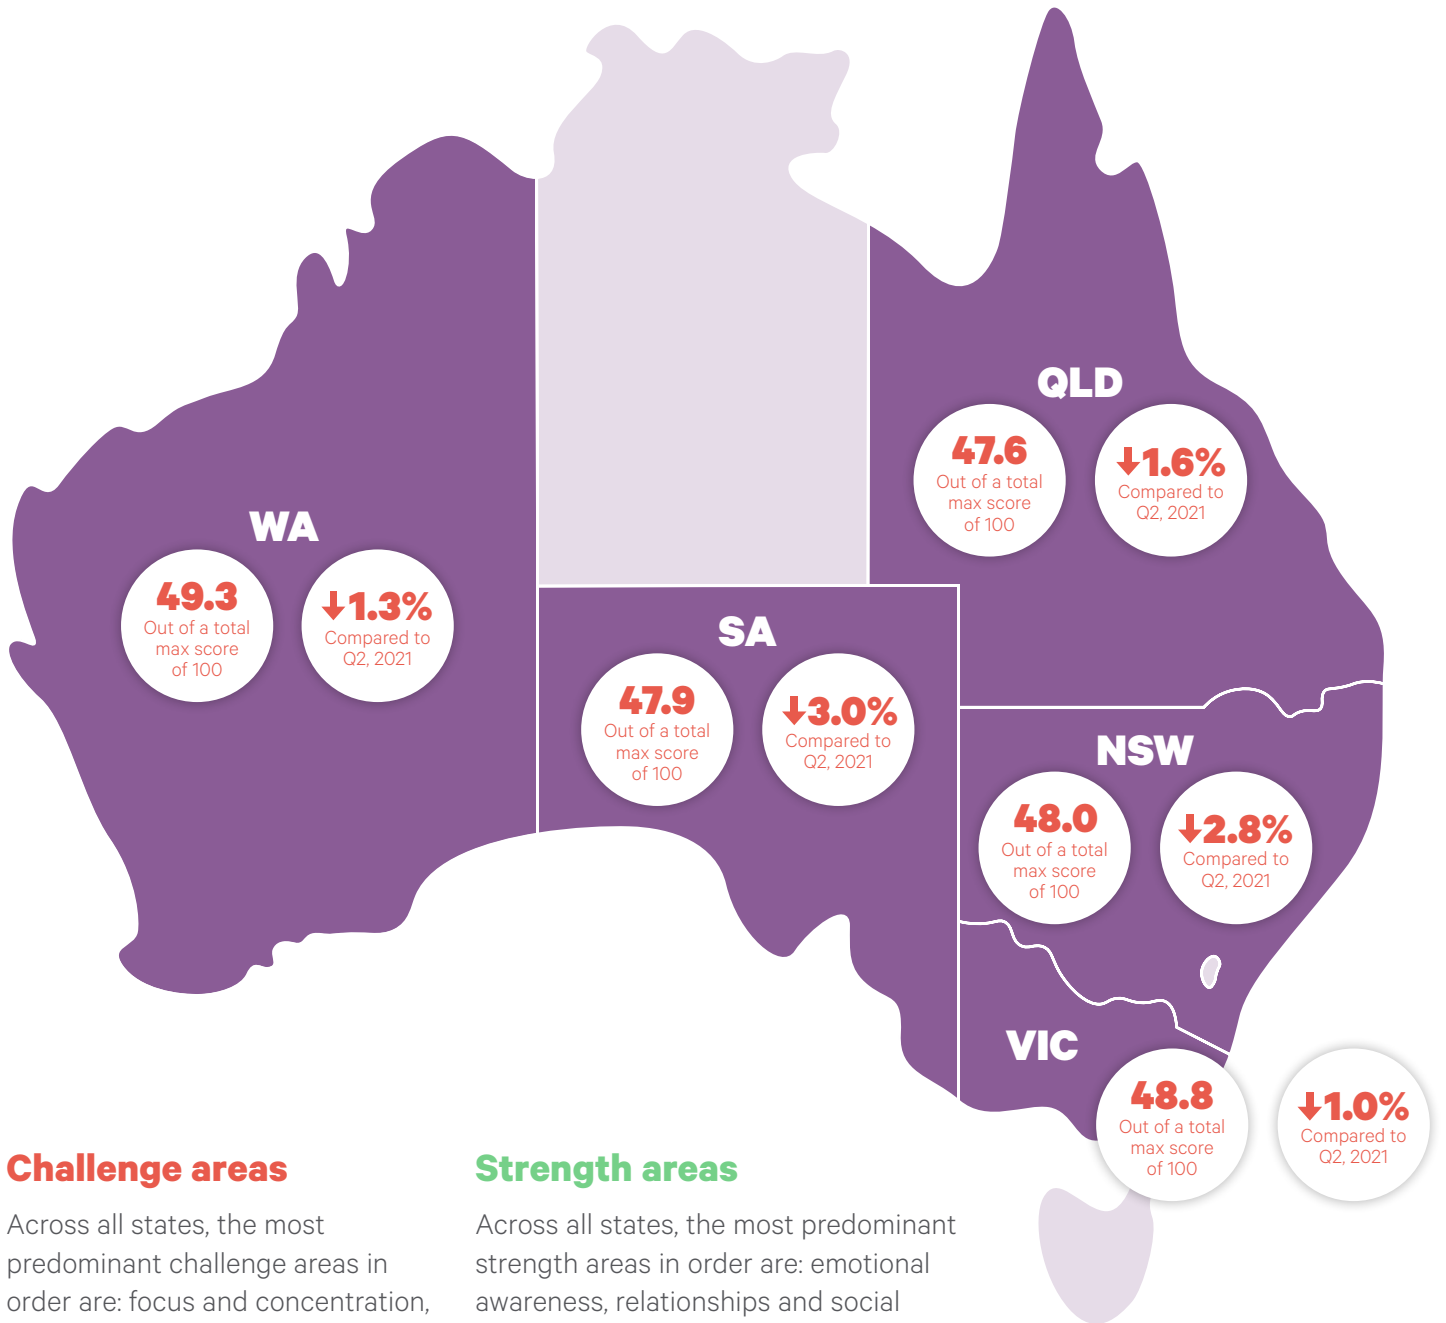 QLD
47.6
Out of a total
max score
of 100
↓1.6%
Compared to
Q2, 2021
WA
49.3
Out of a total
max score
of 100
↓1.3%
Compared to
Q2, 2021
SA
47.9
Out of a total
max score
of 100
↓3.0%
Compared to
Q2, 2021
NSW
48.0
Out of a total
max score
of 100
↓2.8%
Compared to
Q2, 2021
VIC
48.8
Out of a total
max score
of 100
↓1.0%
Compared to
Q2, 2021
Challenge areas
Across all states, the most
predominant challenge areas in
order are: focus and concentration,
Strength areas
Across all states, the most predominant
strength areas in order are: emotional
awareness, relationships and social